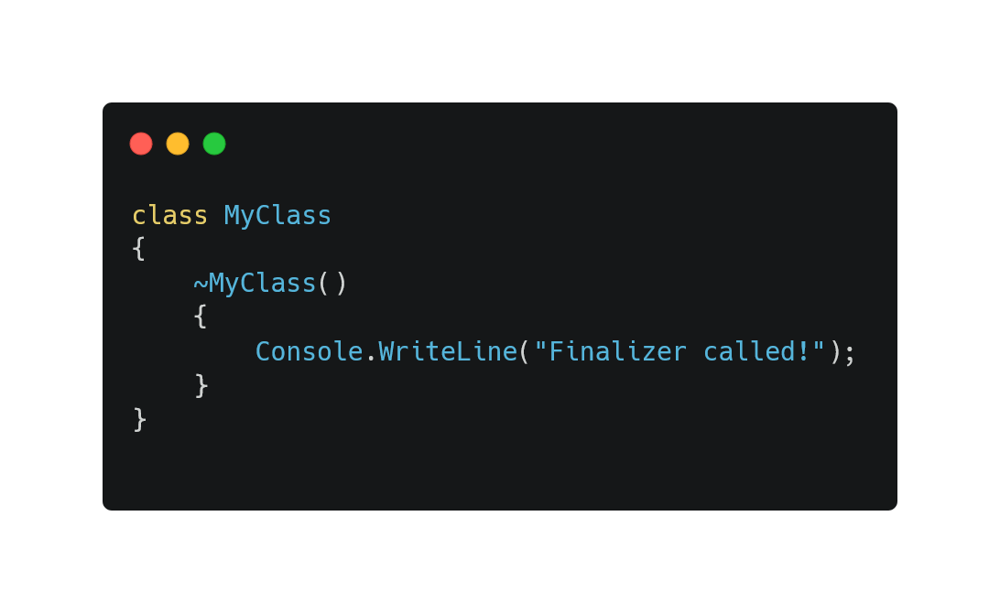 class MyClass
{
    ~MyClass()
    {
        Console.WriteLine("Finalizer called!");
    }
}